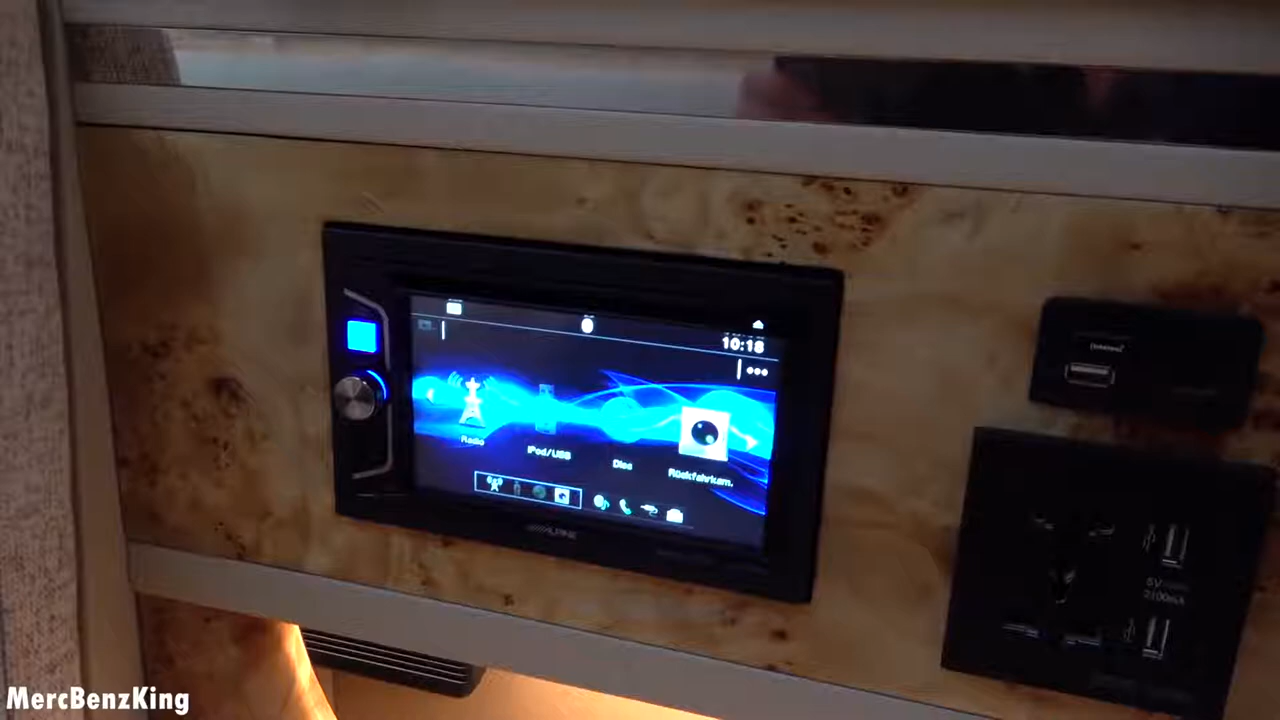 10:18
Radio
iPod/USB
Disc
Rückfahrkam.
ALPINE
5V
2100mA
MercBenzKing